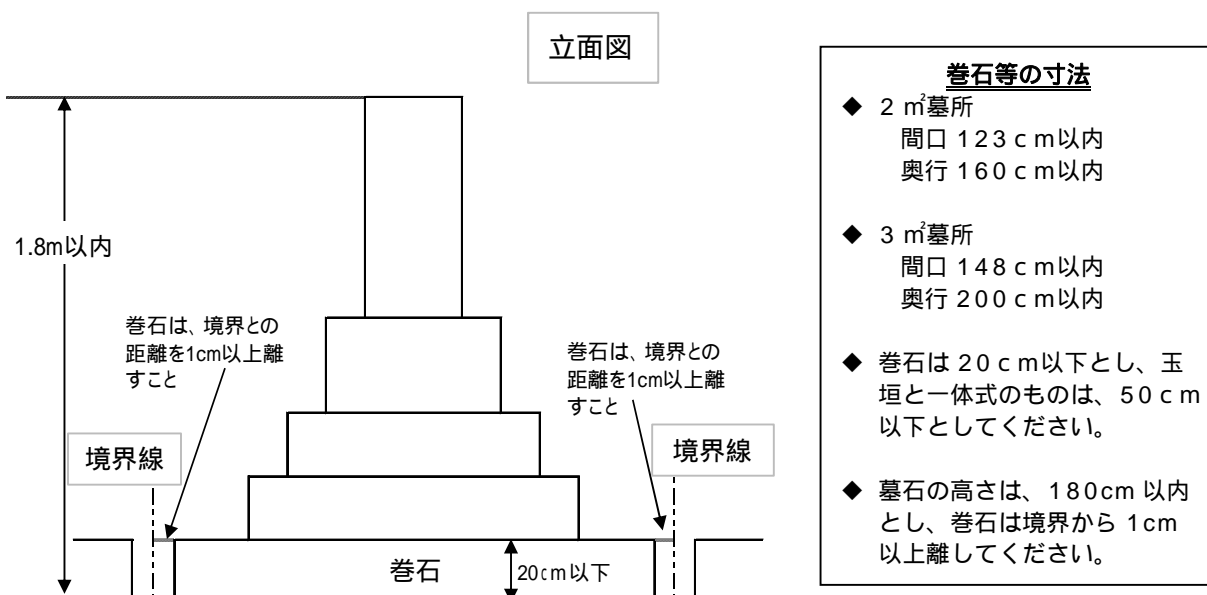 立面図
1.8m以内
巻石は、境界との
距離を1cm以上離
すこと
巻石は、境界との
距離を1cm以上離
すこと
境界線
境界線
巻石
20cm以下
巻石等の寸法
◆ 2㎡墓所
間口 123cm以内
奥行 160cm以内
◆ 3㎡墓所
間口 148cm以内
奥行 200cm以内
◆ 巻石は 20cm以下とし、玉
垣と一体式のものは、50cm
以下としてください。
◆ 墓石の高さは、180cm 以内
とし、巻石は境界から 1cm
以上離してください。